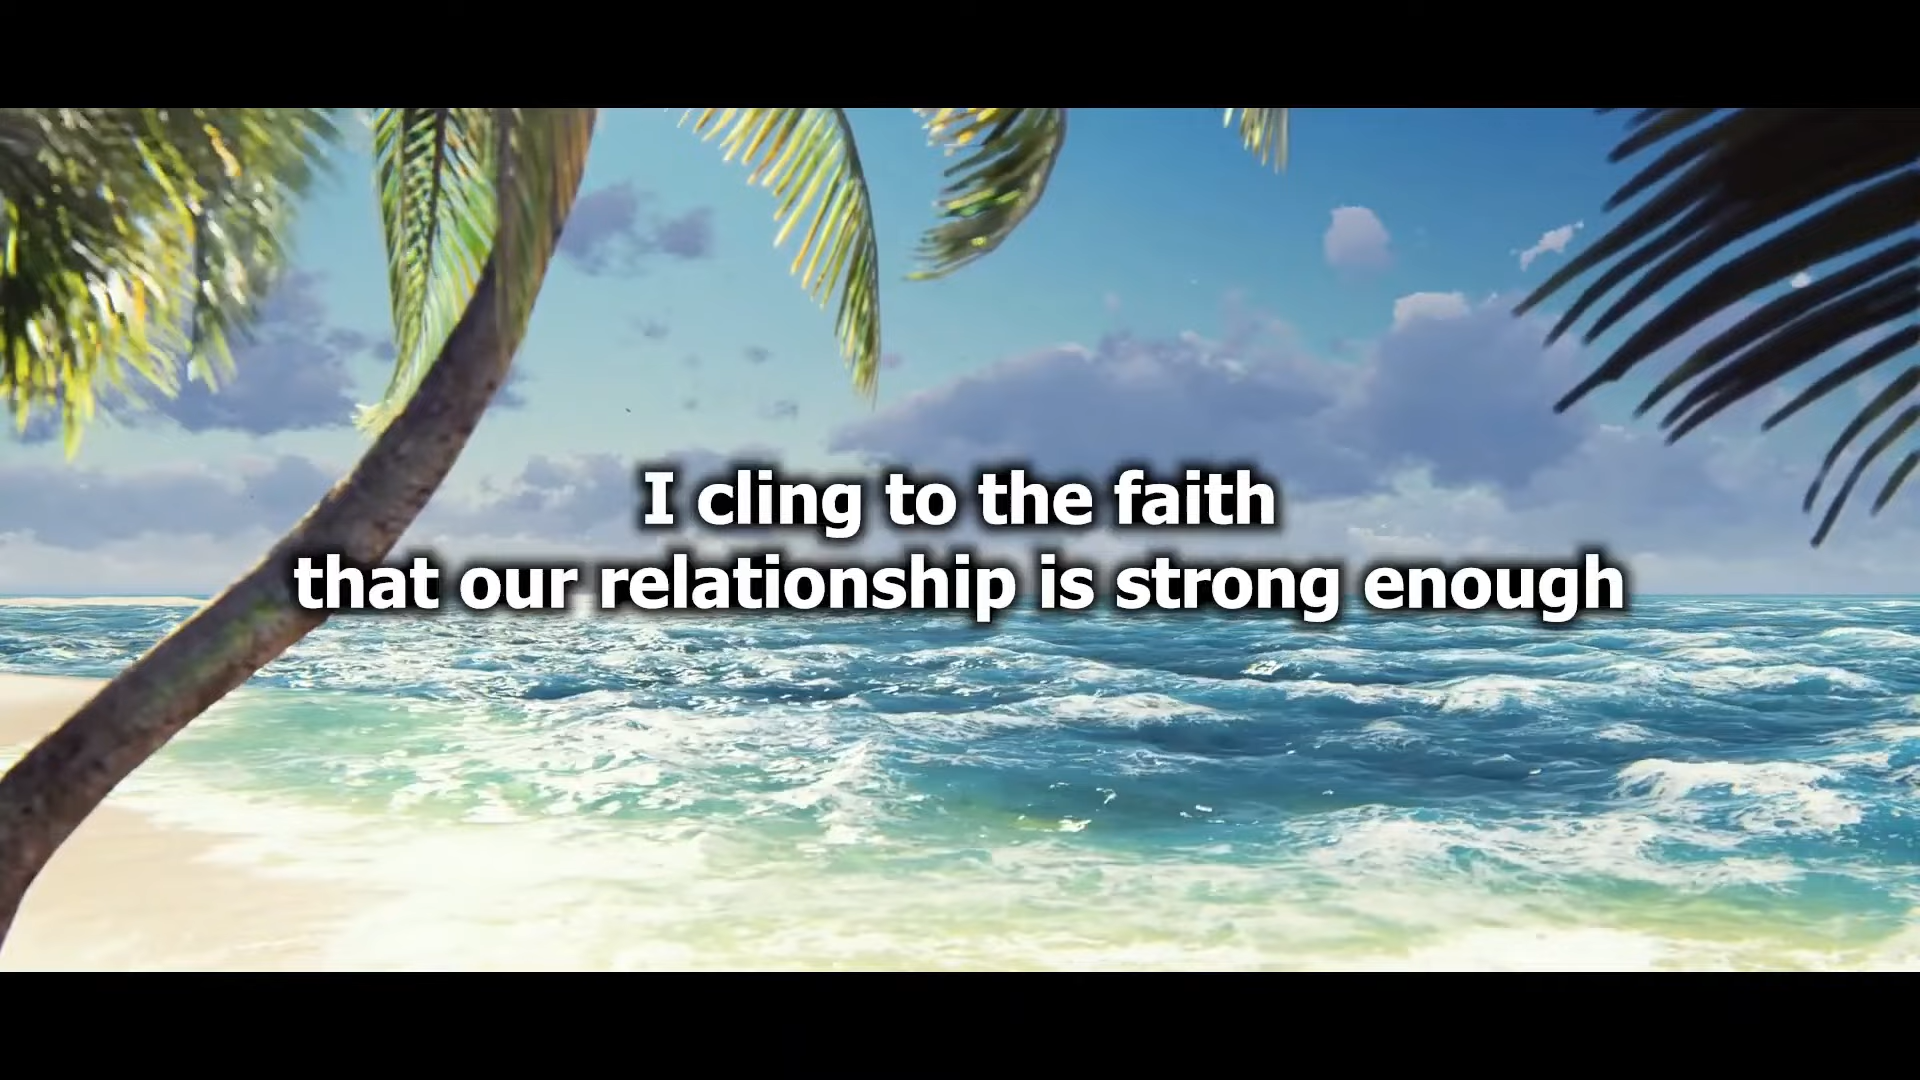 I cling to the faith
that our relationship is strong enough